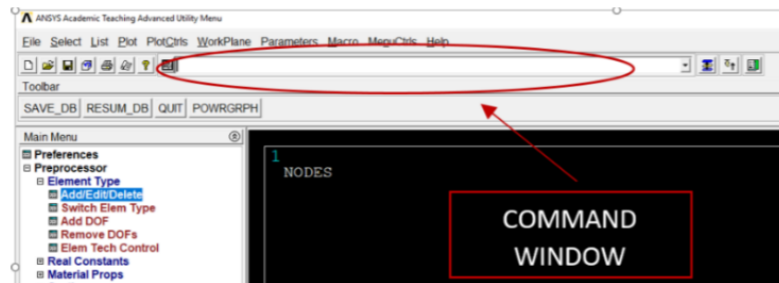 ANSYS Academic Teaching Advanced Utility Menu
File Select List Plot PlotCtrls WorkPlane Parameters Macro MenuCtrls Help
Toolbar
SAVE_DB RESUM_DB QUIT POWRGRPH
Main Menu
Preferences
Preprocessor
Element Type
Add/Edit/Delete
Switch Elem Type
Add DOF
Remove DOFs
Elem Tech Control
Real Constants
Material Props
1
NODES
COMMAND
WINDOW